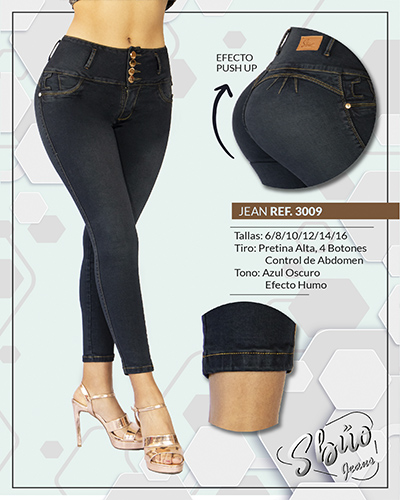 EFECTO
PUSH UP
JEAN REF. 3009
Tallas: 6/8/10/12/14/16
Tiro: Pretina Alta, 4 Botones
Control de Abdomen
Tono: Azul Oscuro
Efecto Humo
Sbüo
Jeans